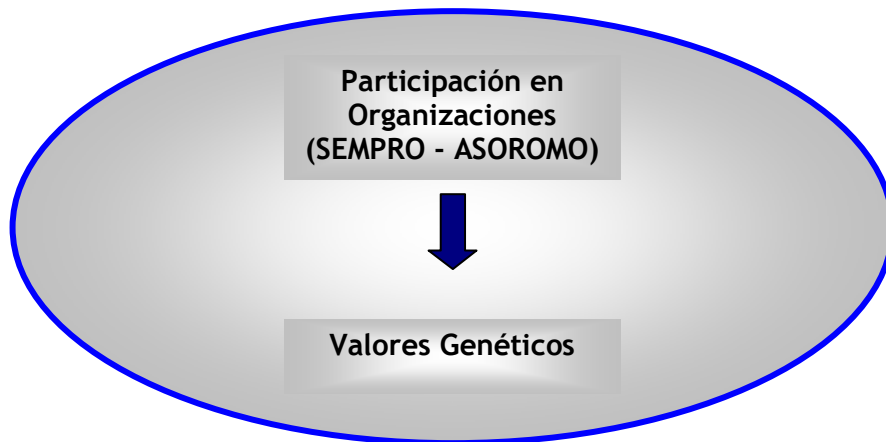 Participación en
Organizaciones
(SEMPRO - ASOROMO)
Valores Genéticos